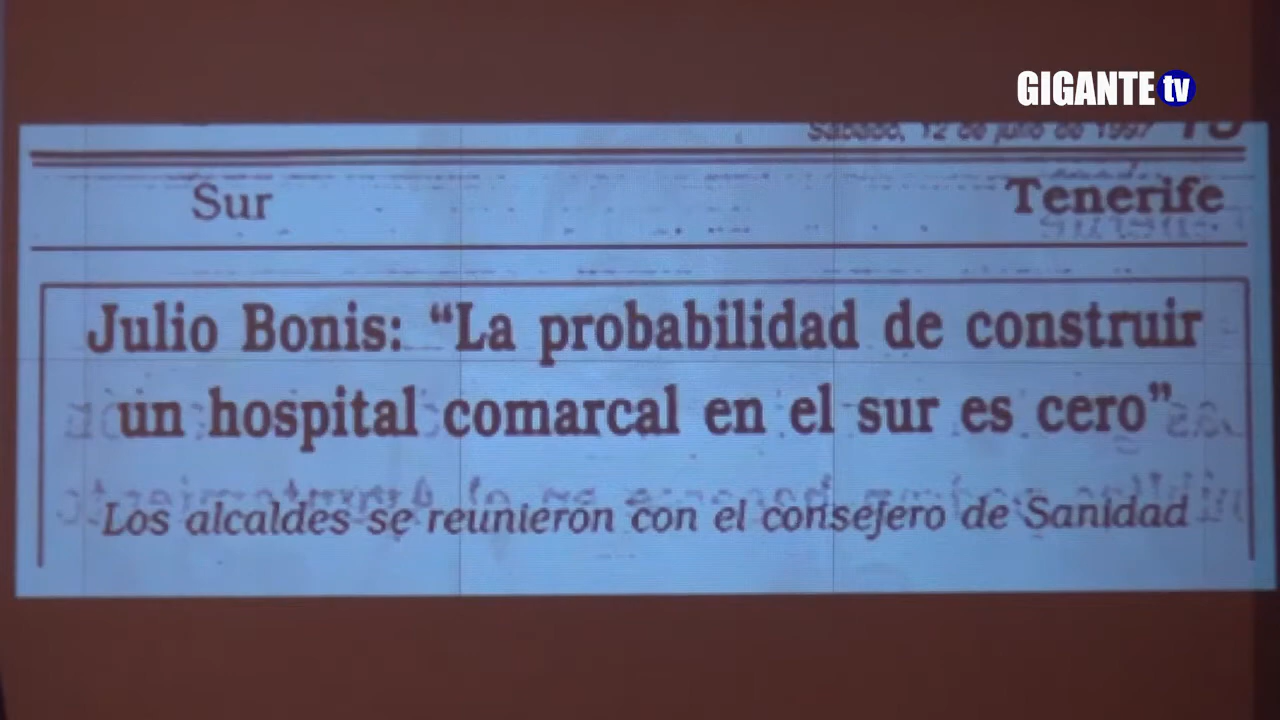 GIGANTE tv
Sábado, 12 de julio de 1997
Sur
Tenerife
Julio Bonis: “La probabilidad de construir
un hospital comarcal en el sur es cero”
Los alcaldes se reunieron con el consejero de Sanidad